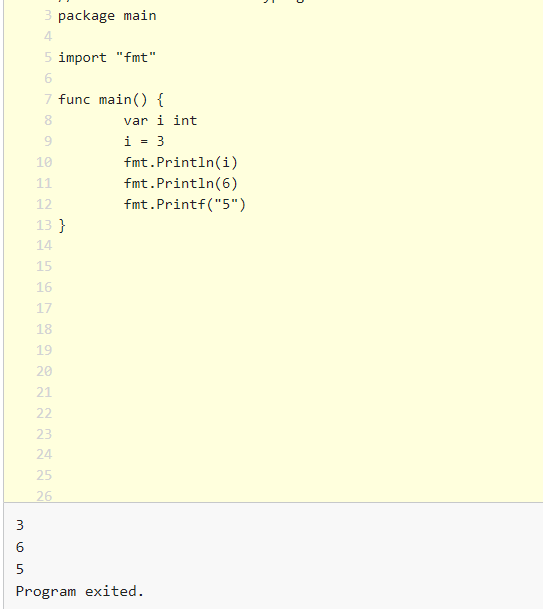 3 package main
4
5 import "fmt"
6
7 func main() {
8 var i int
9 i = 3
10 fmt.Println(i)
11 fmt.Println(6)
12 fmt.Printf("5")
13 }
14
15
16
17
18
19
20
21
22
23
24
25
26
3
6
5
Program exited.